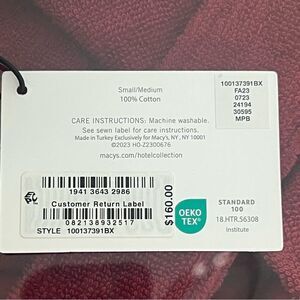 100137391BX
FA23
0723
24194
30595
MPB
Small/Medium
100% Cotton
CARE INSTRUCTIONS: Machine washable.
See sewn label for care instructions.
Made in Turkey Exclusively for Macy's, NY, NY 10001
©2023 HO-Z2300676
macys.com/hotelcollection
1941 3643 2986
Customer Return Label
082138932517
STYLE 100137391BX
$160.00
OEKO
TEX®
STANDARD
100
18.HTR.56308
Institute